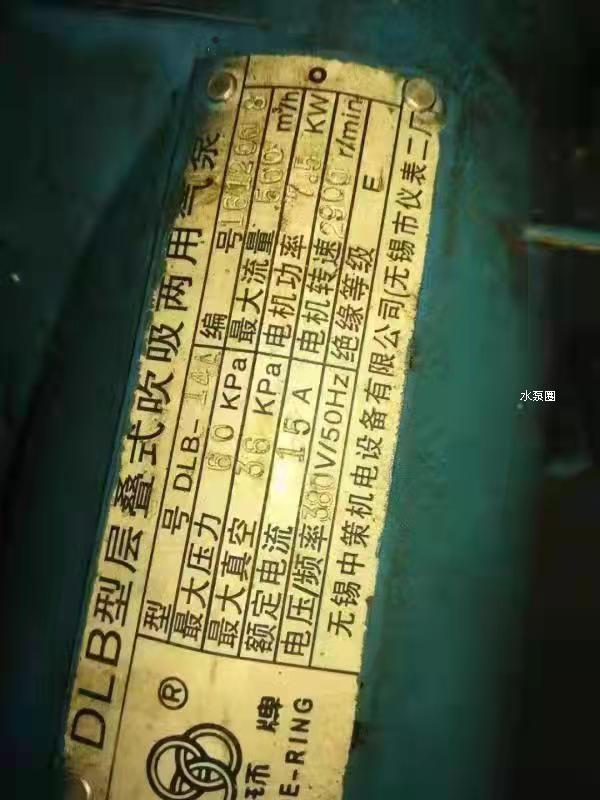 DLB型层叠式吹吸两用气泵
型 号 DLB-14A 编 号 1612008
最大压力 60 KPa 最大流量 500 m³/h
最大真空 36 KPa 电机功率 7.5 KW
额定电流 15 A 电机转速 2900 r/min
电压/频率 380V/50Hz 绝缘等级 E
无锡中策机电设备有限公司(无锡市仪表二厂
®
环牌
E-RING
水泵圈